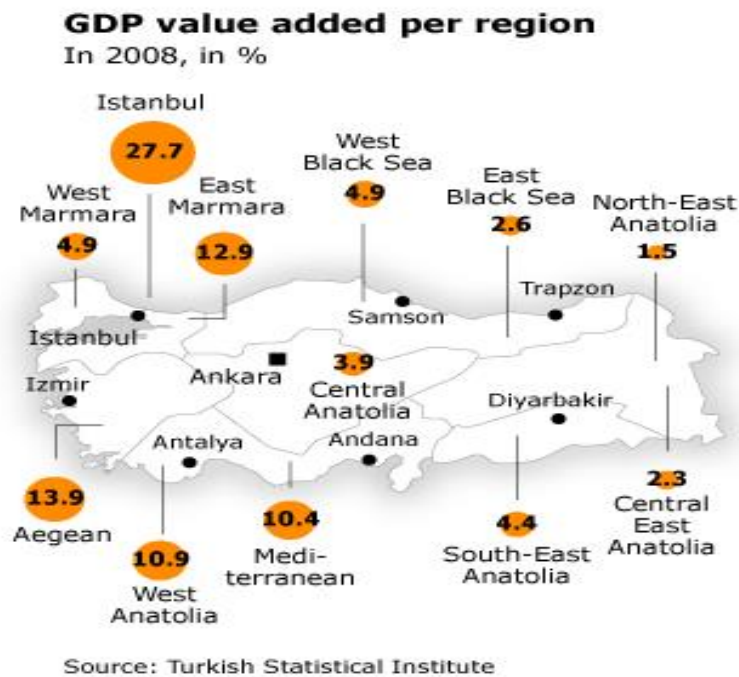 GDP value added per region
In 2008, in %
Istanbul
27.7
West
Black Sea
4.9
East
Black Sea
2.6
North-East
Anatolia
1.5
West
Marmara
4.9
East
Marmara
12.9
Istanbul
Samson
Trapzon
Ankara
3.9
Central
Anatolia
Izmir
Diyarbakir
Antalya
Andana
13.9
Aegean
10.9
West
Anatolia
10.4
Medi-
terranean
4.4
South-East
Anatolia
2.3
Central
East
Anatolia
Source: Turkish Statistical Institute